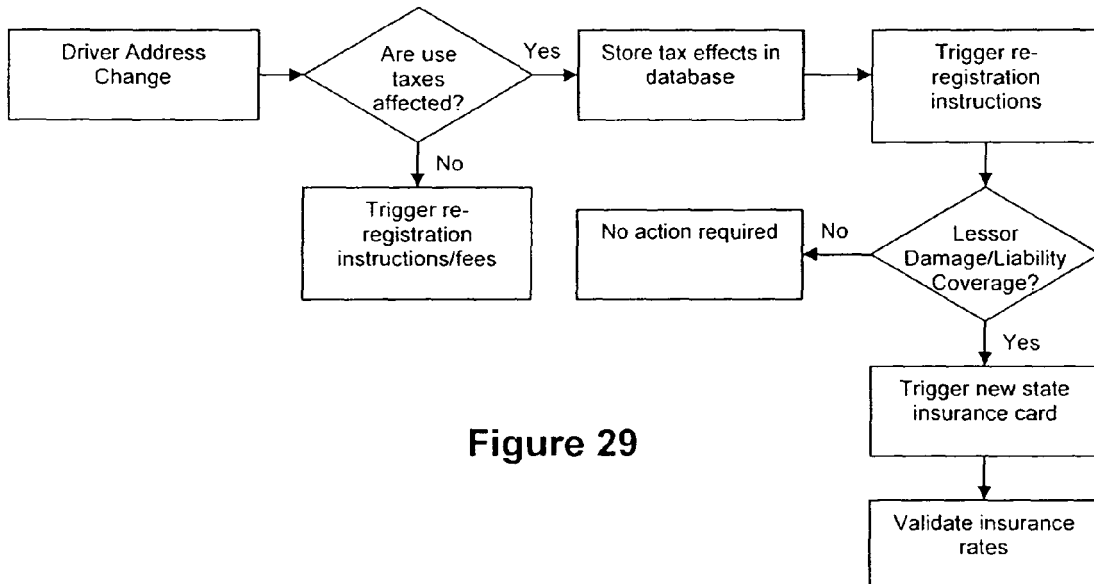 Driver Address
Change
Are use
taxes
affected?
Yes
Store tax effects in
database
Trigger re-
registration
instructions
No
Trigger re-
registration
instructions/fees
No action required
No
Lessor
Damage/Liability
Coverage?
Yes
Trigger new state
insurance card
Validate insurance
rates
Figure 29